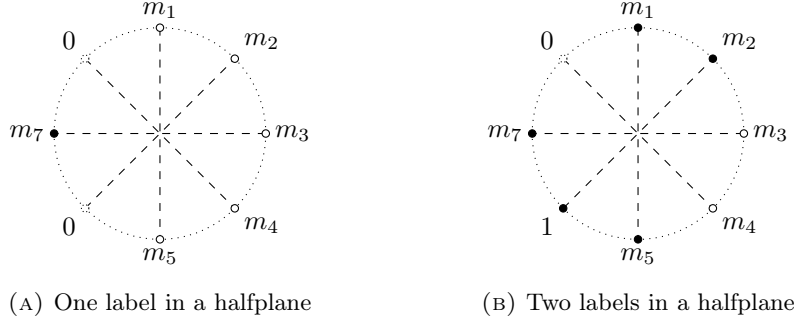 m₁
0
m₂
m₇
m₃
0
m₄
m₅
(A) One label in a halfplane
m₁
0
m₂
m₇
m₃
1
m₄
m₅
(B) Two labels in a halfplane